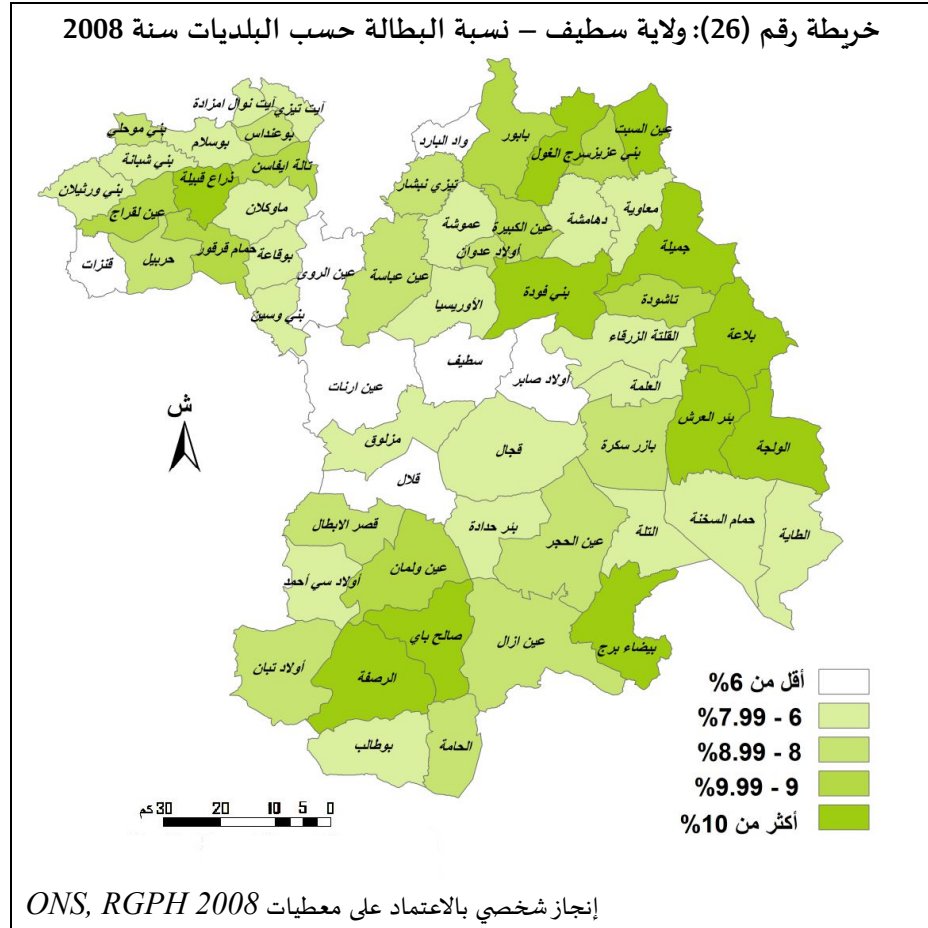 خريطة رقم (26): ولاية سطيف – نسبة البطالة حسب البلديات سنة 2008
آيت نوال امزادة
آيت تيزي
بني موحلي
بوسلام
بوعنداس
بني شبانة
ذراع قبيلة
تالة ايفاسن
بني ورثيلان
عين لقراج
ماوكلان
قنزات
حربيل
حمام قرقور
بوقاعة
بني وسين
عين الروى
واد البارد
بابور
سرج الغول
بني عزيز
عين السبت
تيزي نبشار
عموشة
عين الكبيرة
دهامشة
معاوية
عين عباسة
أولاد عدوان
جميلة
الأوريسيا
بني فودة
تاشودة
القلتة الزرقاء
بلاعة
سطيف
أولاد صابر
العلمة
عين ارنات
مزلوق
قجال
بازر سكرة
بئر العرش
الولجة
قلال
قصر الابطال
بئر حدادة
عين الحجر
التلة
حمام السخنة
الطاية
عين ولمان
أولاد سي أحمد
صالح باي
عين ازال
بيضاء برج
أولاد تبان
الرصفة
بوطالب
الحامة
ش
أقل من 6%
6 - 7.99%
8 - 8.99%
9 - 9.99%
أكثر من 10%
كم 30 20 10 5 0
إنجاز شخصي بالاعتماد على معطيات ONS, RGPH 2008